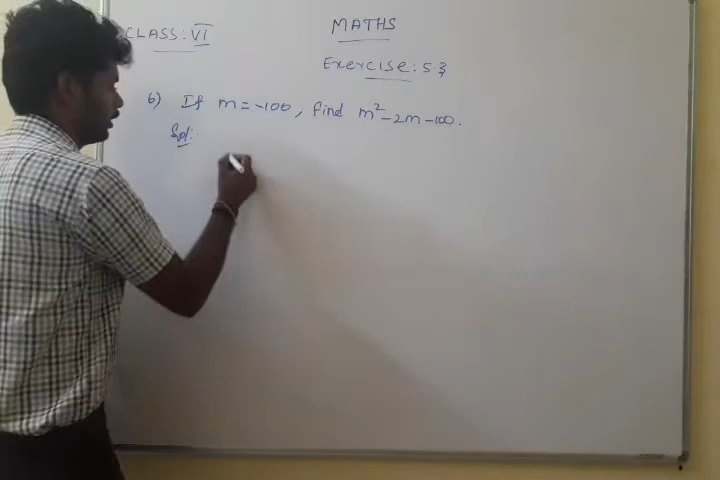 CLASS: VI
MATHS
Exercise: 5.3
6) If m = -100, find m² - 2m - 100.
Sol: